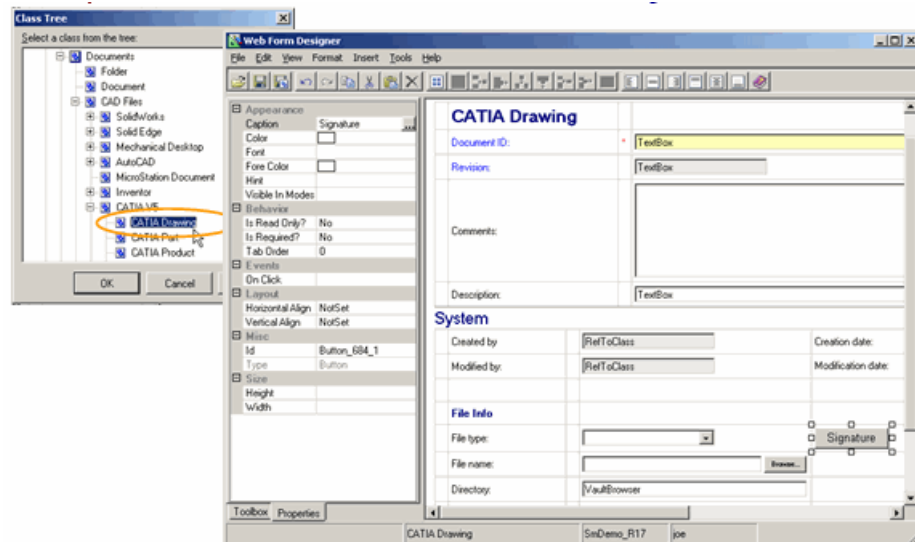 Class Tree
Select a class from the tree:
Documents
Folder
Document
CAD Files
SolidWorks
Solid Edge
Mechanical Desktop
AutoCAD
MicroStation Document
Inventor
CATIA V5
CATIA Drawing
CATIA Part
CATIA Product
OK Cancel
Web Form Designer
File Edit View Format Insert Tools Help
Appearance
Caption Signature ...
Color
Font
Fore Color
Hint
Visible In Modes
Behavior
Is Read Only? No
Is Required? No
Tab Order 0
Events
On Click
Layout
Horizontal Align NotSet
Vertical Align NotSet
Misc
Id Button_684_1
Type Button
Size
Height
Width
Toolbox Properties
CATIA Drawing
Document ID: * TextBox
Revision: TextBox
Comments:
Description: TextBox
System
Created by RefToClass Creation date:
Modified by: RefToClass Modification date:
File Info
File type: Signature
File name: Browse...
Directory: VaultBrowser
CATIA Drawing SmDemo_R17 joe